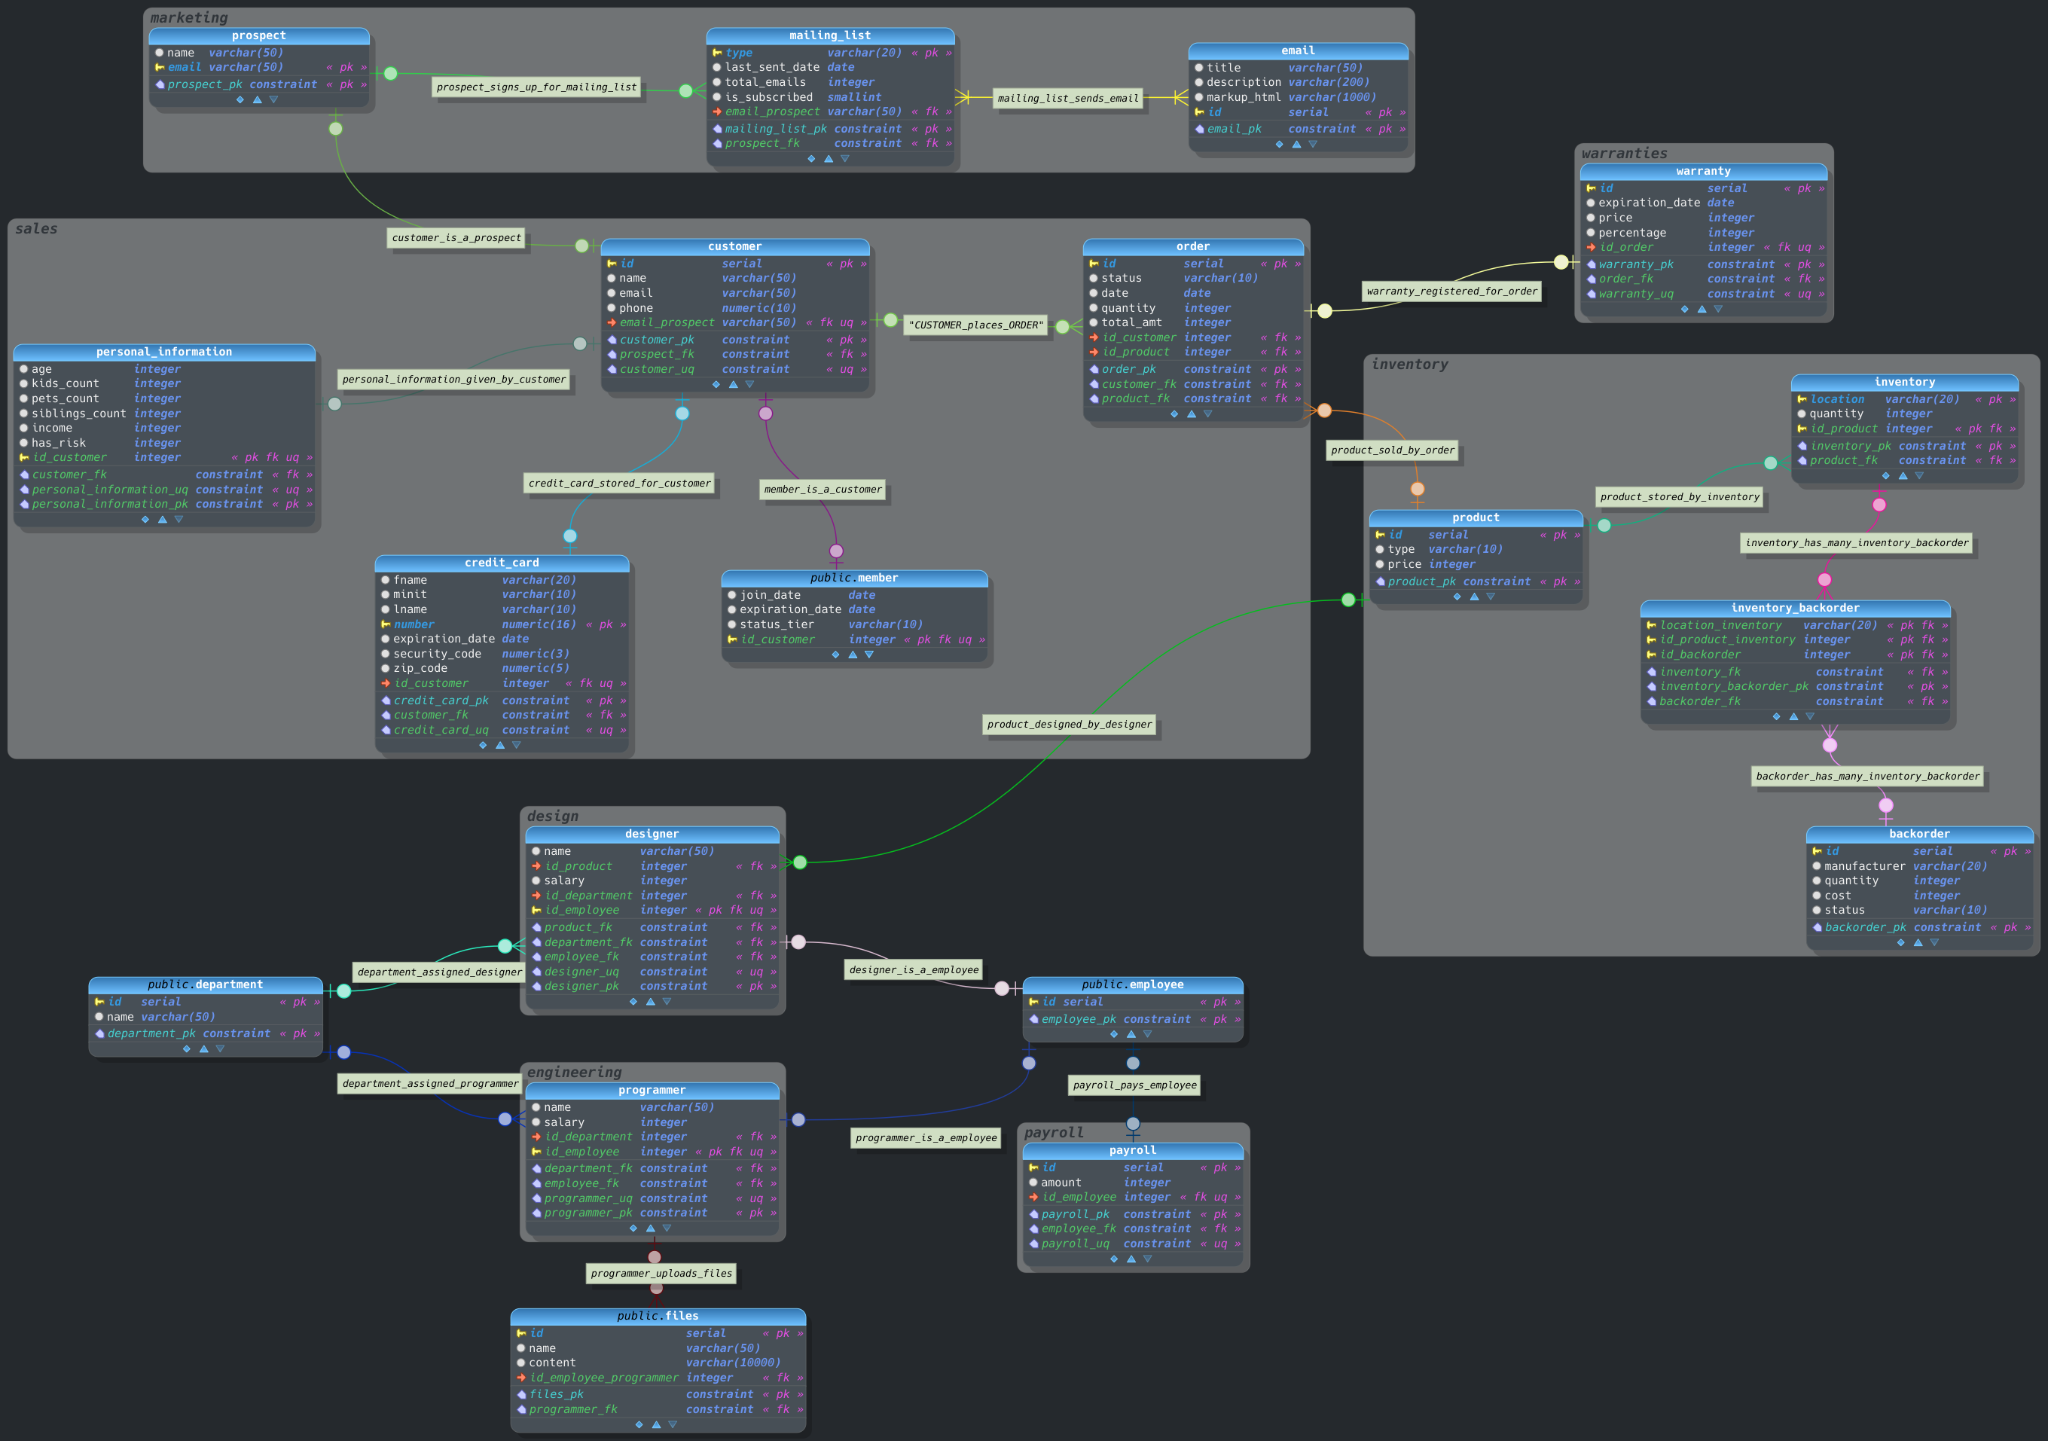 marketing
prospect
name varchar(50)
email varchar(50) « pk »
prospect_pk constraint « pk »
prospect_signs_up_for_mailing_list
mailing_list
type varchar(20) « pk »
last_sent_date date
total_emails integer
is_subscribed smallint
email_prospect varchar(50) « fk »
mailing_list_pk constraint « pk »
prospect_fk constraint « fk »
mailing_list_sends_email
email
title varchar(50)
description varchar(200)
markup_html varchar(1000)
id serial « pk »
email_pk constraint « pk »
warranties
warranty
id serial « pk »
expiration_date date
price integer
percentage integer
id_order integer « fk uq »
warranty_pk constraint « pk »
order_fk constraint « fk »
warranty_uq constraint « uq »
warranty_registered_for_order
sales
customer_is_a_prospect
customer
id serial « pk »
name varchar(50)
email varchar(50)
phone numeric(10)
email_prospect varchar(50) « fk uq »
customer_pk constraint « pk »
prospect_fk constraint « fk »
customer_uq constraint « uq »
"CUSTOMER_places_ORDER"
order
id serial « pk »
status varchar(10)
date date
quantity integer
total_amt integer
id_customer integer « fk »
id_product integer « fk »
order_pk constraint « pk »
customer_fk constraint « fk »
product_fk constraint « fk »
personal_information
age integer
kids_count integer
pets_count integer
siblings_count integer
income integer
has_risk integer
id_customer integer « pk fk uq »
customer_fk constraint « fk »
personal_information_uq constraint « uq »
personal_information_pk constraint « pk »
personal_information_given_by_customer
credit_card_stored_for_customer
member_is_a_customer
credit_card
fname varchar(20)
minit varchar(10)
lname varchar(10)
number numeric(16) « pk »
expiration_date date
security_code numeric(3)
zip_code numeric(5)
id_customer integer « fk uq »
credit_card_pk constraint « pk »
customer_fk constraint « fk »
credit_card_uq constraint « uq »
public.member
join_date date
expiration_date date
status_tier varchar(10)
id_customer integer « pk fk uq »
inventory
inventory
location varchar(20) « pk »
quantity integer
id_product integer « pk fk »
inventory_pk constraint « pk »
product_fk constraint « fk »
product_sold_by_order
product_stored_by_inventory
product
id serial « pk »
type varchar(10)
price integer
product_pk constraint « pk »
inventory_has_many_inventory_backorder
inventory_backorder
location_inventory varchar(20) « pk fk »
id_product_inventory integer « pk fk »
id_backorder integer « pk fk »
inventory_fk constraint « fk »
inventory_backorder_pk constraint « pk »
backorder_fk constraint « fk »
backorder_has_many_inventory_backorder
backorder
id serial « pk »
manufacturer varchar(20)
quantity integer
cost integer
status varchar(10)
backorder_pk constraint « pk »
product_designed_by_designer
design
designer
name varchar(50)
id_product integer « fk »
salary integer
id_department integer « fk »
id_employee integer « pk fk uq »
product_fk constraint « fk »
department_fk constraint « fk »
employee_fk constraint « fk »
designer_uq constraint « uq »
designer_pk constraint « pk »
department_assigned_designer
designer_is_a_employee
public.department
id serial « pk »
name varchar(50)
department_pk constraint « pk »
public.employee
id serial « pk »
employee_pk constraint « pk »
department_assigned_programmer
engineering
programmer
name varchar(50)
salary integer
id_department integer « fk »
id_employee integer « pk fk uq »
department_fk constraint « fk »
employee_fk constraint « fk »
programmer_uq constraint « uq »
programmer_pk constraint « pk »
programmer_is_a_employee
payroll_pays_employee
payroll
payroll
id serial « pk »
amount integer
id_employee integer « fk uq »
payroll_pk constraint « pk »
employee_fk constraint « fk »
payroll_uq constraint « uq »
programmer_uploads_files
public.files
id serial « pk »
name varchar(50)
content varchar(10000)
id_employee_programmer integer « fk »
files_pk constraint « pk »
programmer_fk constraint « fk »